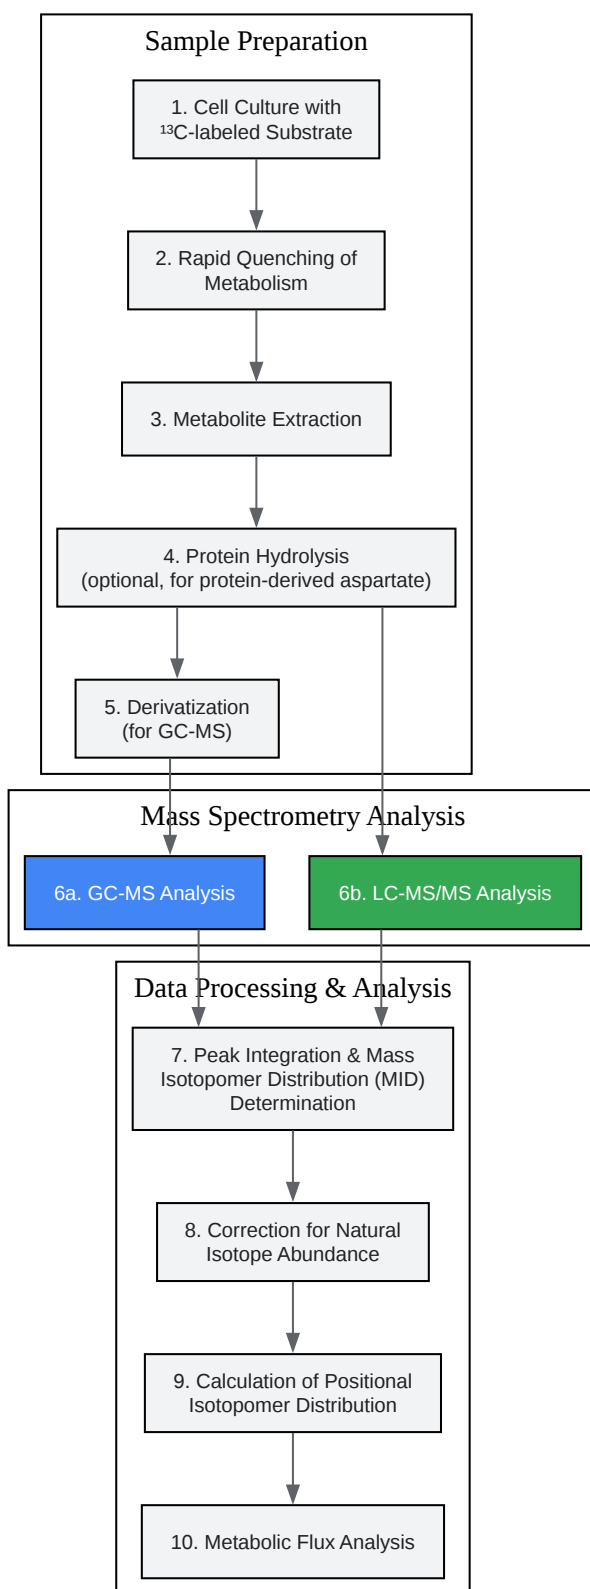 Sample Preparation
1. Cell Culture with
¹³C-labeled Substrate
2. Rapid Quenching of
Metabolism
3. Metabolite Extraction
4. Protein Hydrolysis
(optional, for protein-derived aspartate)
5. Derivatization
(for GC-MS)
Mass Spectrometry Analysis
6a. GC-MS Analysis
6b. LC-MS/MS Analysis
Data Processing & Analysis
7. Peak Integration & Mass
Isotopomer Distribution (MID)
Determination
8. Correction for Natural
Isotope Abundance
9. Calculation of Positional
Isotopomer Distribution
10. Metabolic Flux Analysis